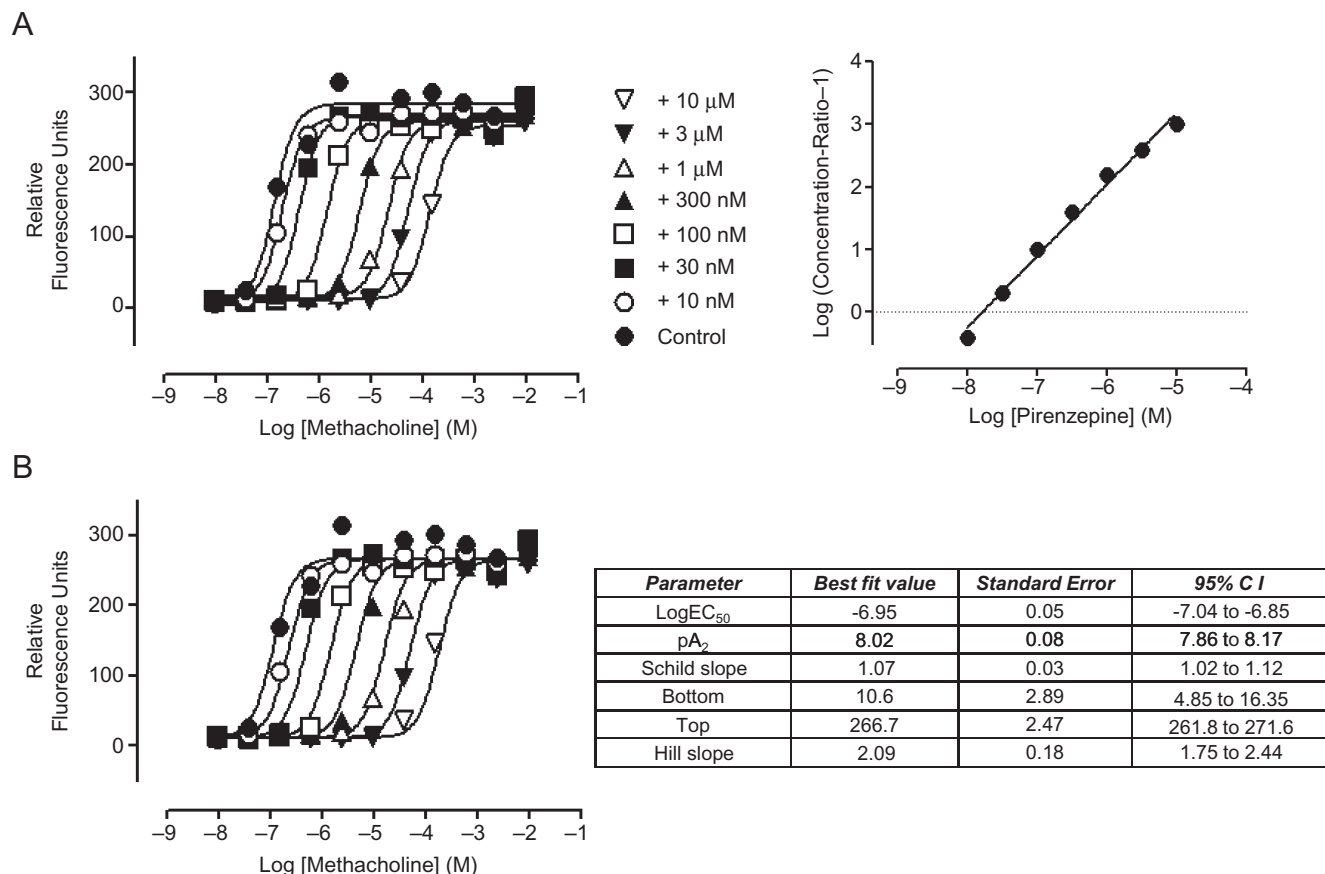 A
Relative
Fluorescence Units
300
200
100
0
–9 –8 –7 –6 –5 –4 –3 –2 –1
Log [Methacholine] (M)
+ 10 μM
+ 3 μM
+ 1 μM
+ 300 nM
+ 100 nM
+ 30 nM
+ 10 nM
Control
Log (Concentration-Ratio–1)
4
3
2
1
0
–9 –8 –7 –6 –5 –4
Log [Pirenzepine] (M)
B
Relative
Fluorescence Units
300
200
100
0
–9 –8 –7 –6 –5 –4 –3 –2 –1
Log [Methacholine] (M)
Parameter Best fit value Standard Error 95% C I
LogEC50 -6.95 0.05 -7.04 to -6.85
pA2 8.02 0.08 7.86 to 8.17
Schild slope 1.07 0.03 1.02 to 1.12
Bottom 10.6 2.89 4.85 to 16.35
Top 266.7 2.47 261.8 to 271.6
Hill slope 2.09 0.18 1.75 to 2.44